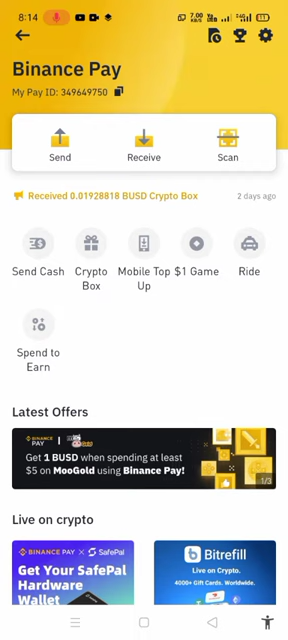 8:14
7.00
KB/S
Binance Pay
My Pay ID: 349649750
Send
Receive
Scan
Received 0.01928818 BUSD Crypto Box
2 days ago
Send Cash
Crypto
Box
Mobile Top
Up
$1 Game
Ride
Spend to
Earn
Latest Offers
BINANCE
PAY
Get 1 BUSD when spending at least
$5 on MooGold using Binance Pay!
1/3
Live on crypto
BINANCE PAY × SafePal
Get Your SafePal
Hardware
Wallet
Bitrefill
Live on Crypto.
4000+ Gift Cards. Worldwide.